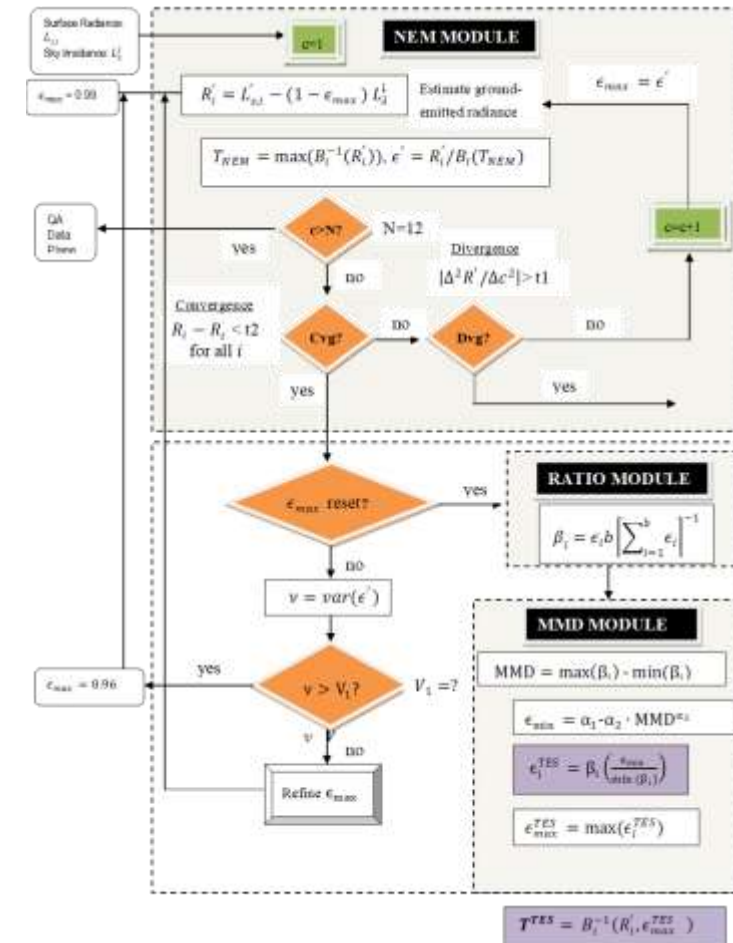 Surface Radiance:
Sky Irradiance: L
c=1
NEM MODULE
ϵmax = 0.99
R'i = L's,i − (1 − ϵmax) L↓λ
Estimate ground-
emitted radiance
ϵmax = ϵ'
TNEM = max(Bi⁻¹(R'i)), ϵ' = R'i/Bi(TNEM)
QA
Data
Plane
c>N?
N=12
c=c+1
yes
Divergence
no
|Δ²R'/Δc²|> t1
Convergence
Ri − Ri < t2
for all i
Cvg?
no
Dvg?
no
yes
yes
ϵmax reset?
yes
RATIO MODULE
βi = ϵib [∑ᵇi=1 ϵi]⁻¹
no
v = var(ϵ')
MMD MODULE
ϵmax = 0.96
yes
v > V1?
V1 =?
MMD = max(βi) - min(βi)
v
no
ϵmin = α1-α2 · MMD
Refine ϵmax
ϵiTES = βi (ϵmin/min(βi))
ϵmaxTES = max(ϵiTES)
TTES = Bi⁻¹(R'i, ϵmaxTES )